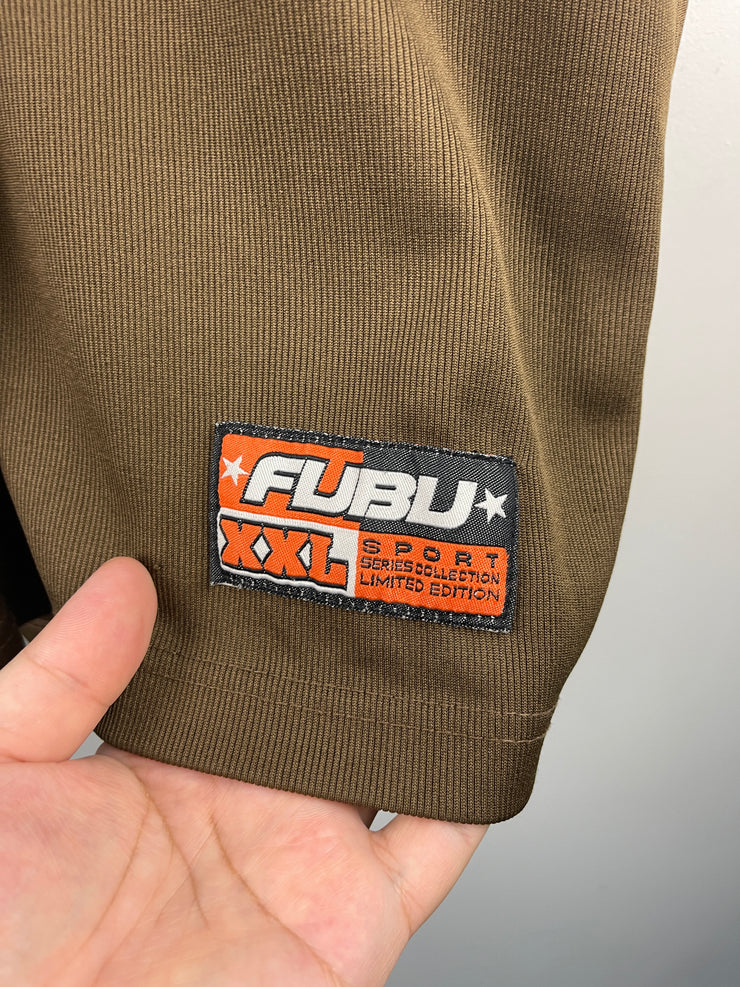 FUBU
XXL
SPORT
SERIES COLLECTION
LIMITED EDITION